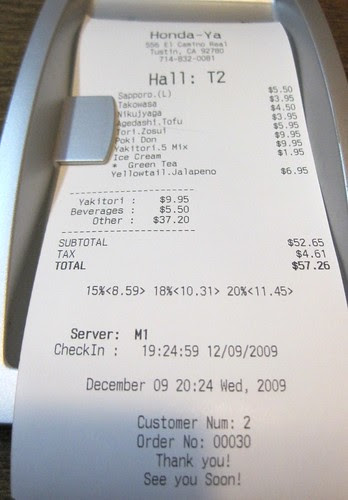 Honda-Ya
556 El Camino Real
Tustin, CA 92780
714-832-0081
Hall: T2
Sapporo.(L) $5.50
Takowasa $3.95
Nikujyaga $4.50
Agedashi.Tofu $3.95
Tori.Zosui $5.95
Poki Don $9.95
Yakitori.5 Mix $9.95
Ice Cream $1.95
* Green Tea
Yellowtail.Jalapeno $6.95
Yakitori : $9.95
Beverages : $5.50
Other : $37.20
SUBTOTAL $52.65
TAX $4.61
TOTAL $57.26
15%<8.59> 18%<10.31> 20%<11.45>
Server: M1
CheckIn : 19:24:59 12/09/2009
December 09 20:24 Wed, 2009
Customer Num: 2
Order No: 00030
Thank you!
See you Soon!